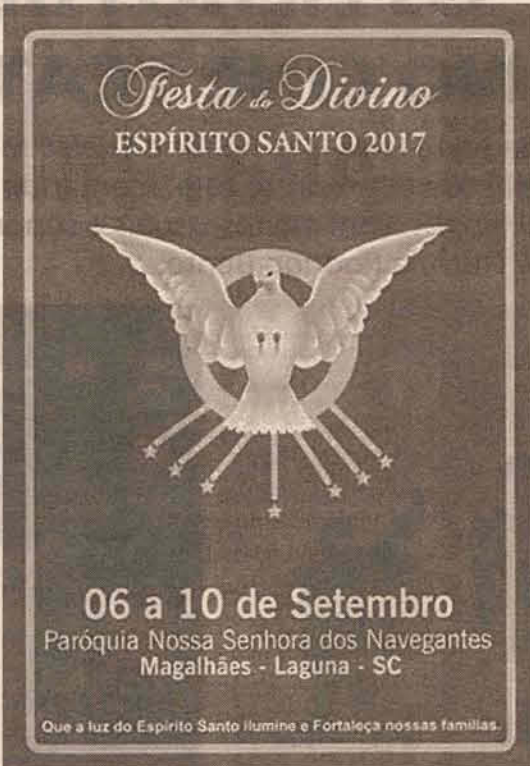 Festa do Divino
ESPÍRITO SANTO 2017
06 a 10 de Setembro
Paróquia Nossa Senhora dos Navegantes
Magalhães - Laguna - SC
Que a luz do Espírito Santo ilumine e Fortaleça nossas famílias.